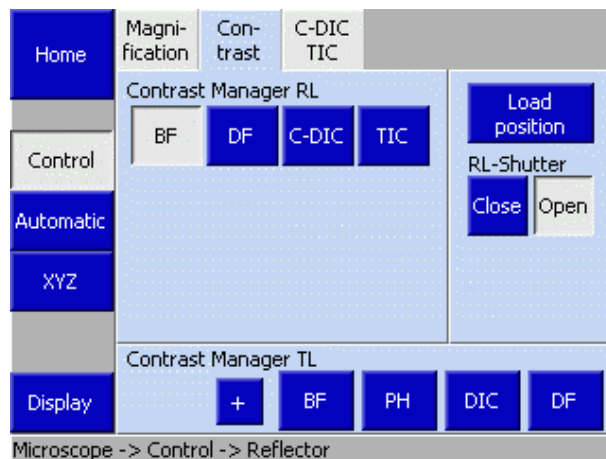 Home
Magni-
fication
Con-
trast
C-DIC
TIC
Contrast Manager RL
BF
DF
C-DIC
TIC
Load
position
RL-Shutter
Close
Open
Control
Automatic
XYZ
Display
Contrast Manager TL
+
BF
PH
DIC
DF
Microscope -> Control -> Reflector